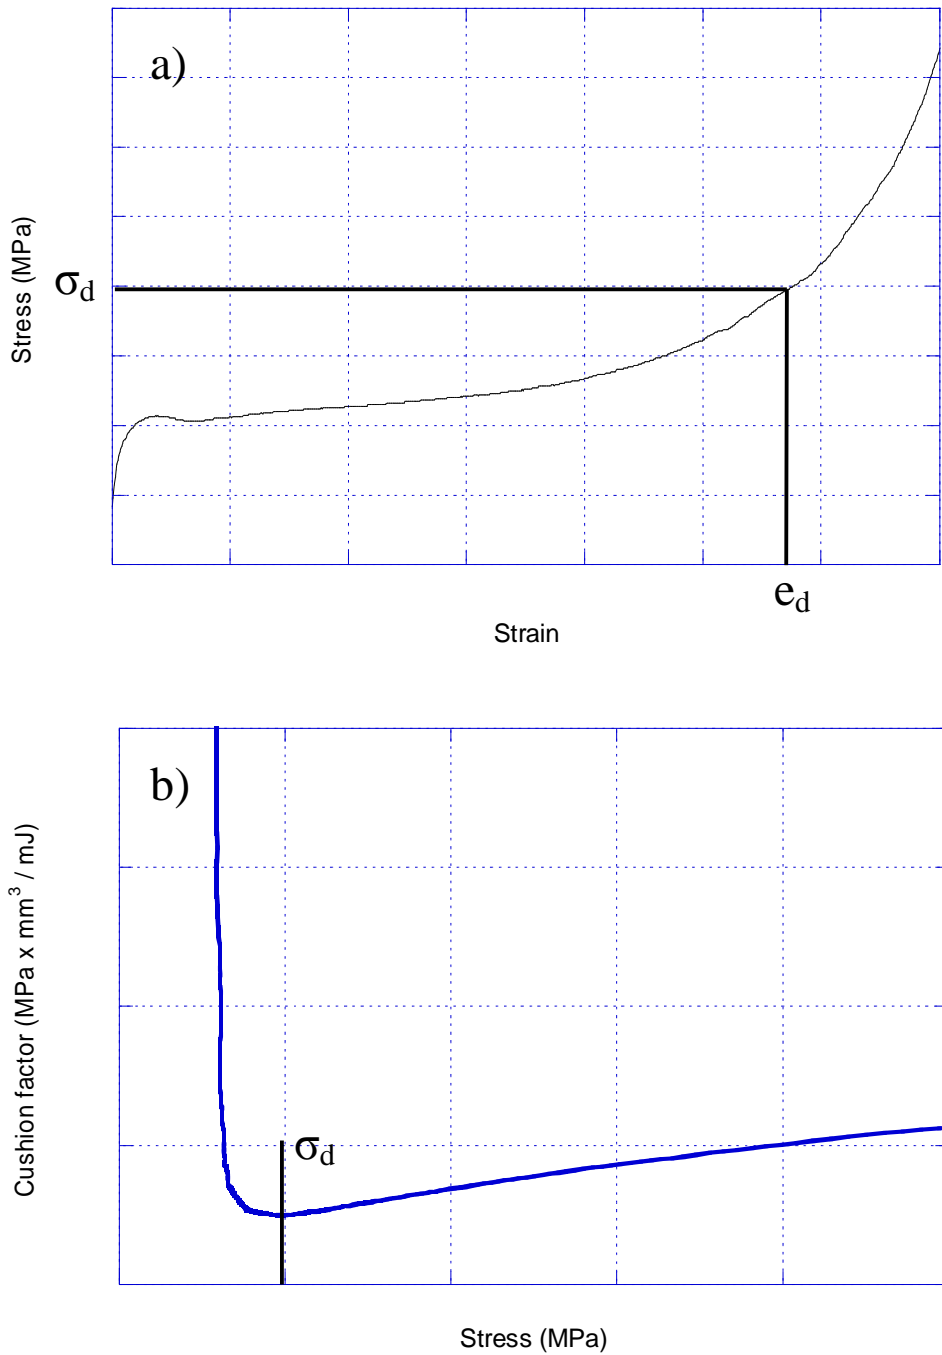 a)
Stress (MPa)
σd
ed
Strain
b)
Cushion factor (MPa x mm³ / mJ)
σd
Stress (MPa)